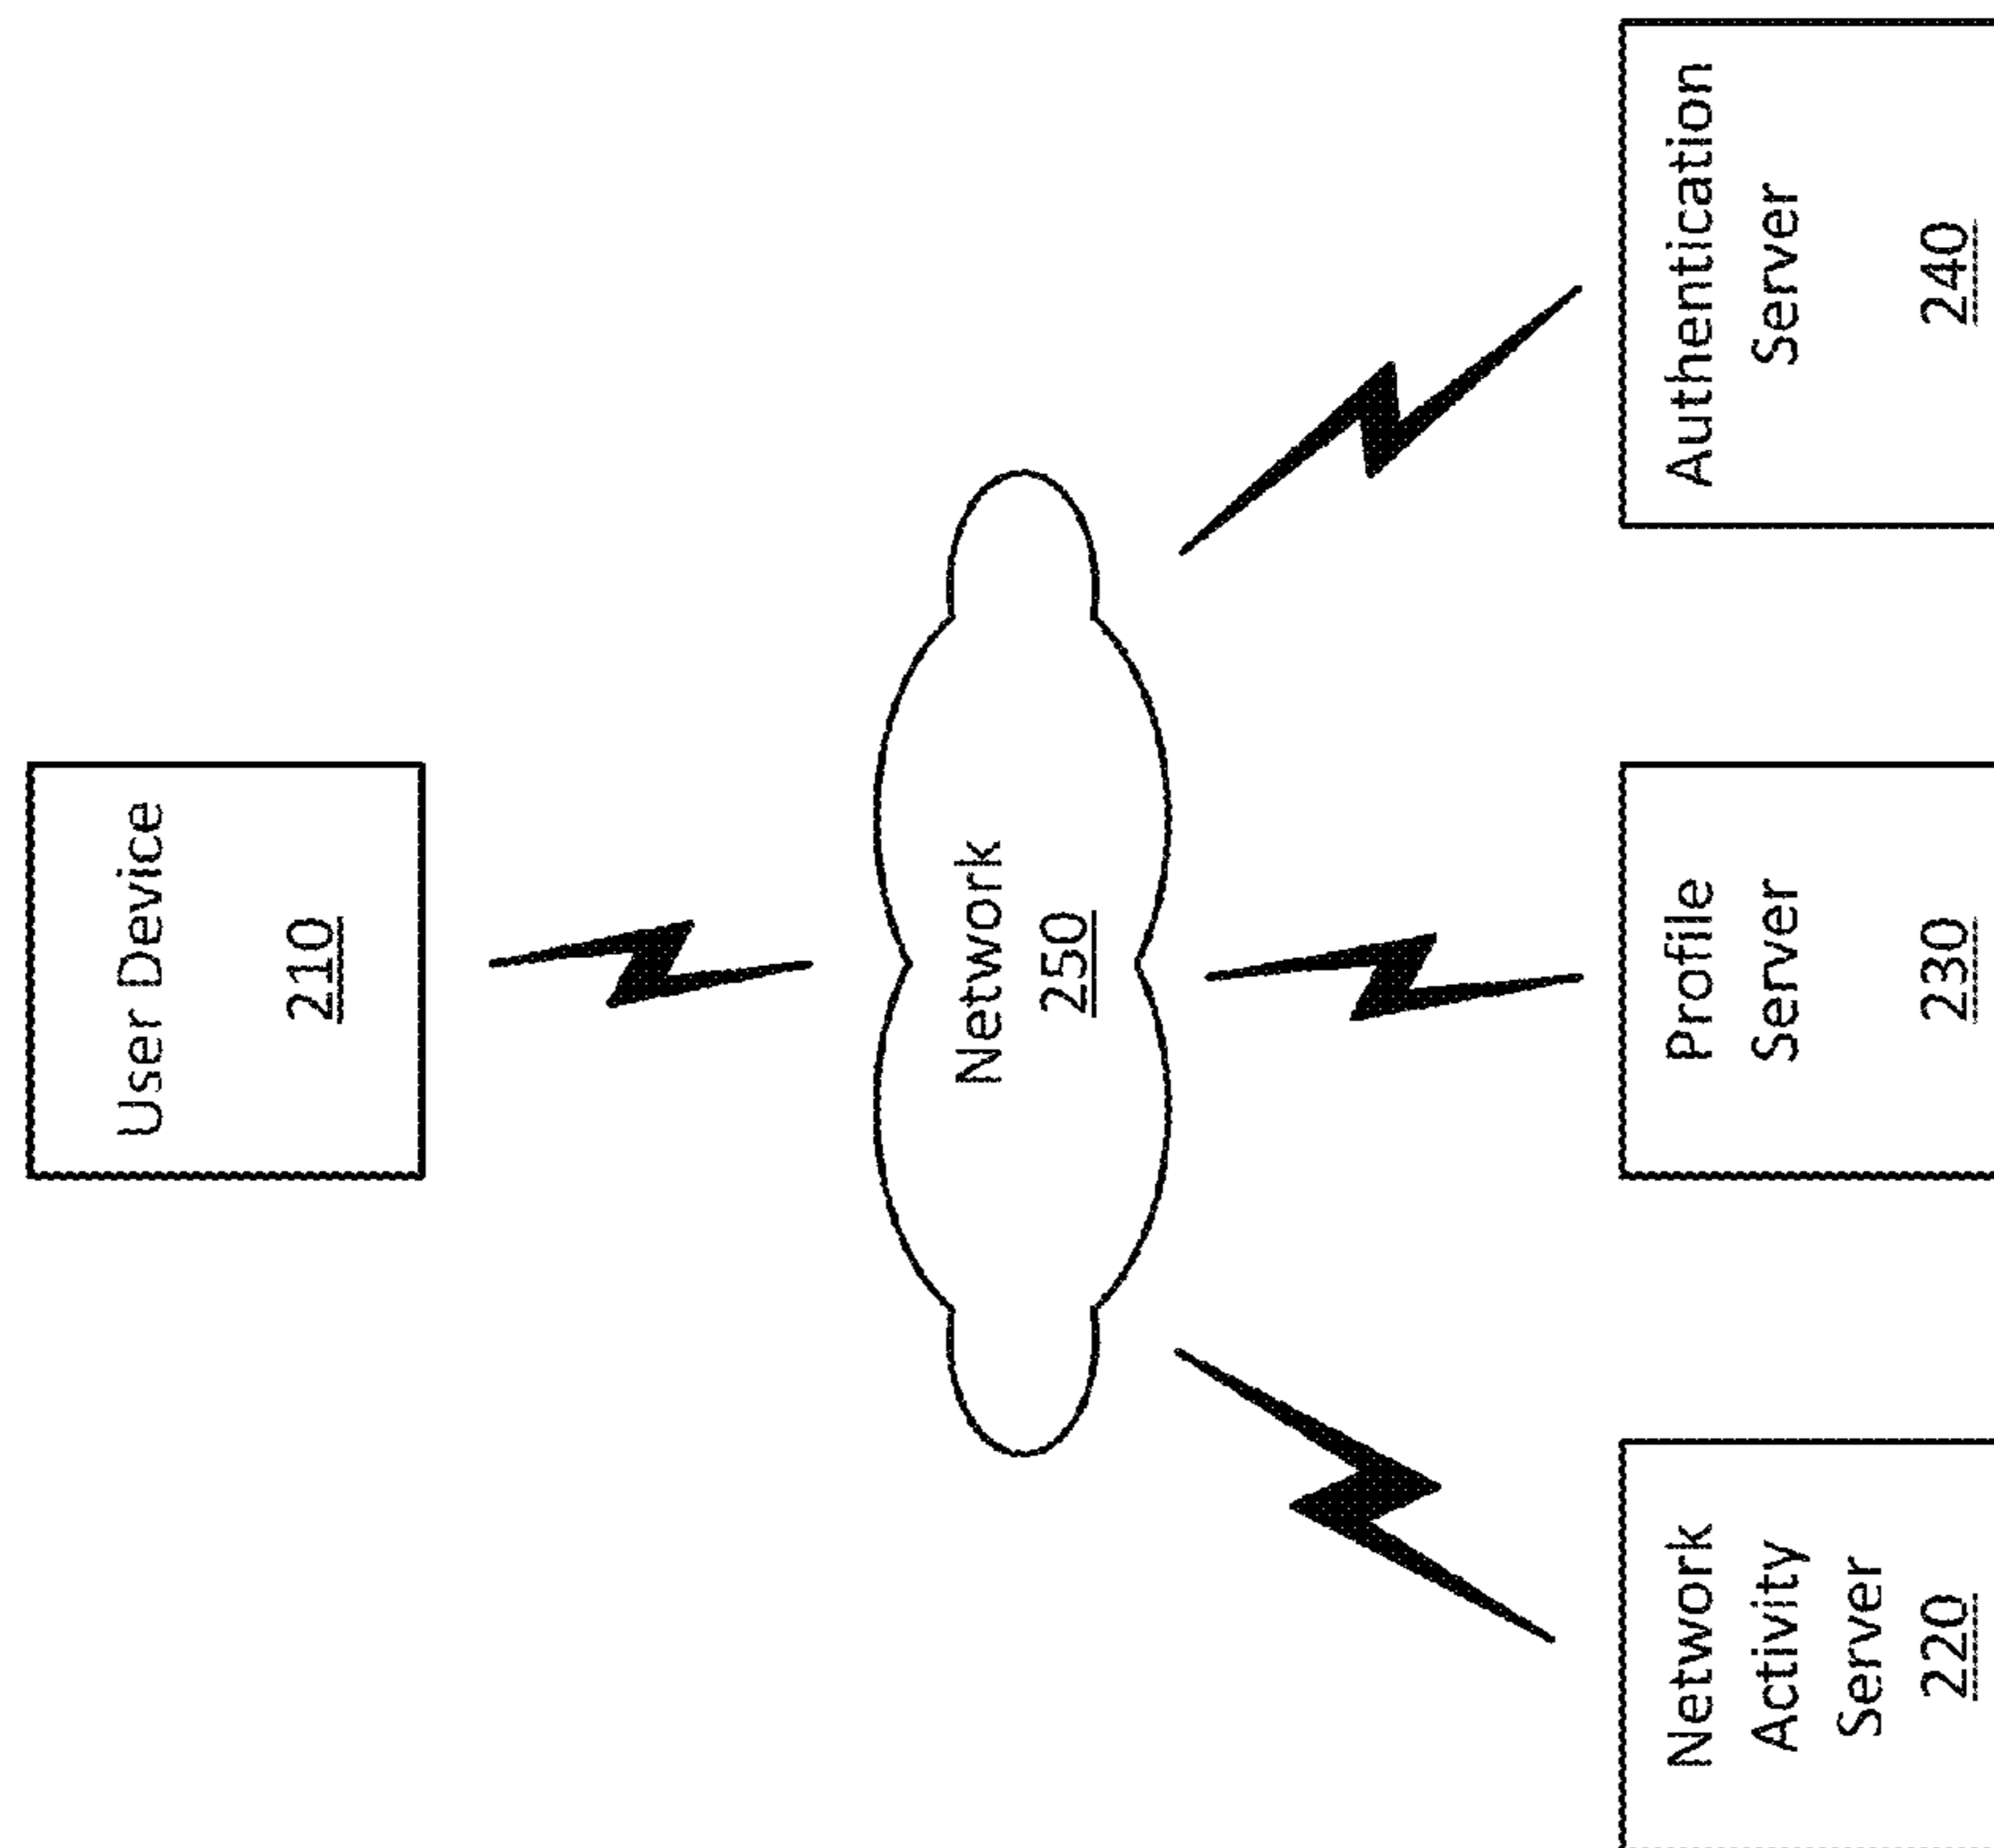 User Device
210
Network
250
Network
Activity
Server
220
Profile
Server
230
Authentication
Server
240